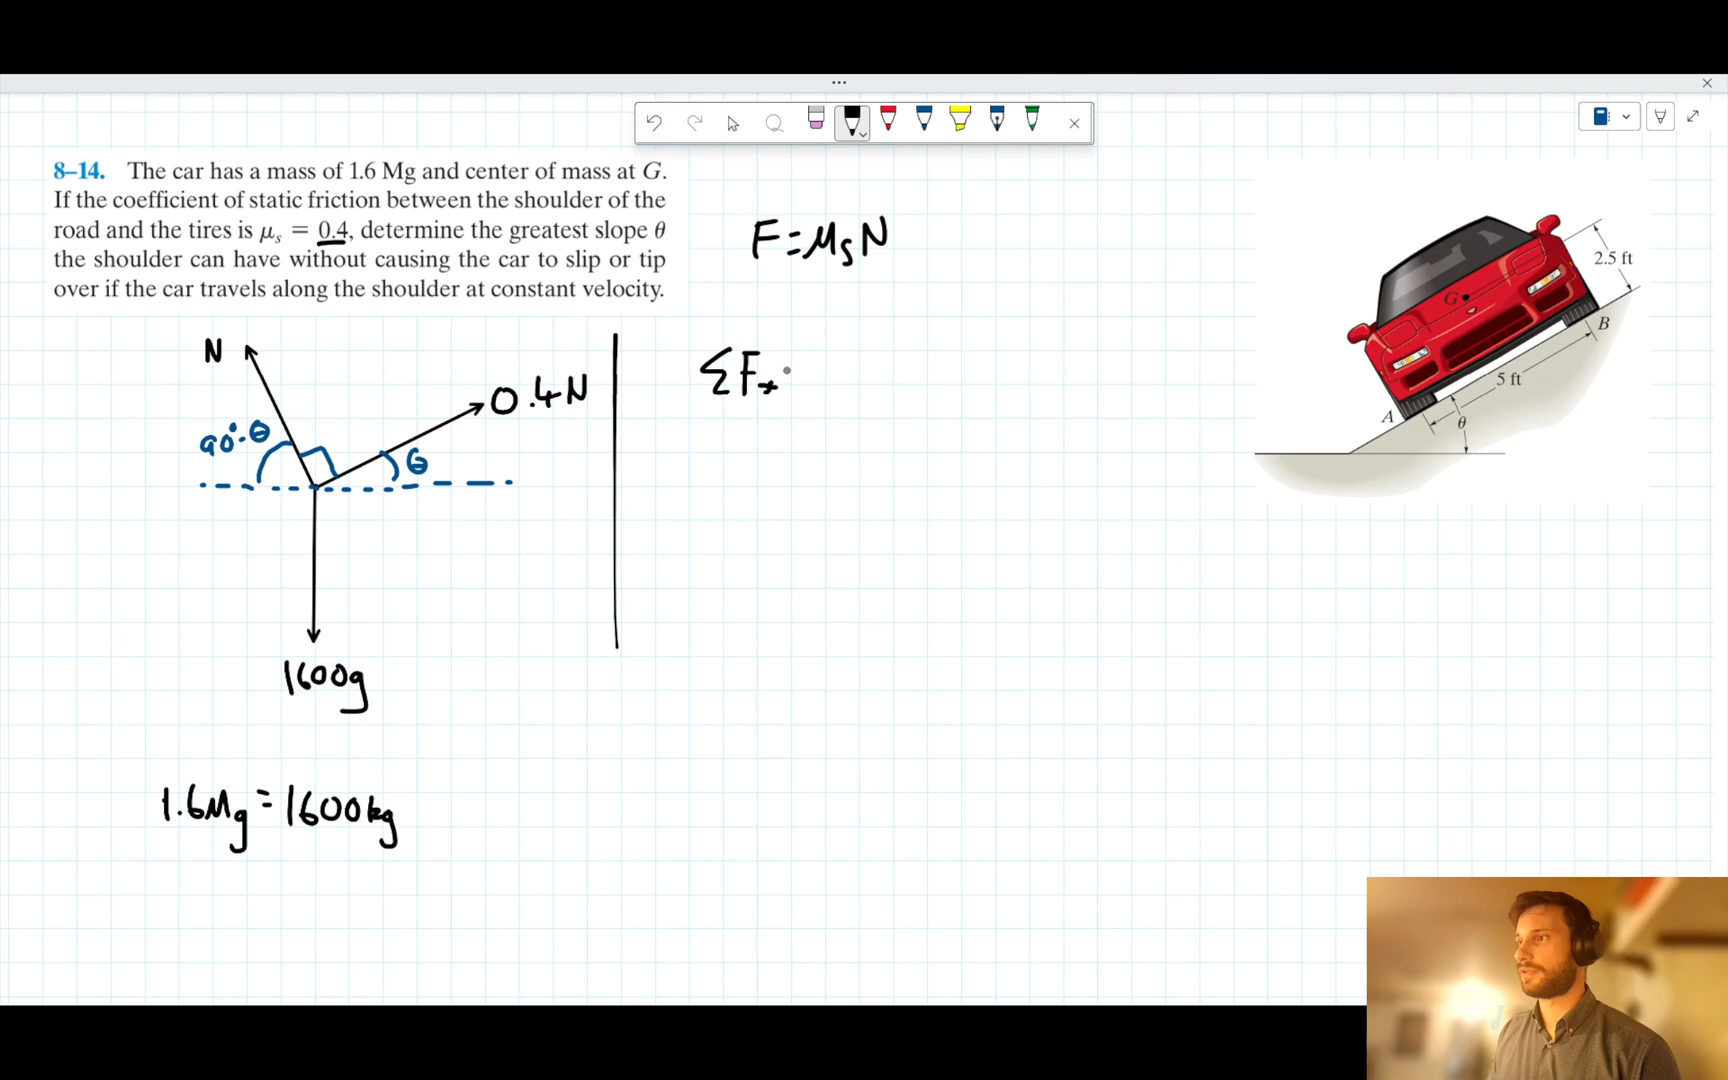 8–14. The car has a mass of 1.6 Mg and center of mass at G.
If the coefficient of static friction between the shoulder of the
road and the tires is μs = 0.4, determine the greatest slope θ
the shoulder can have without causing the car to slip or tip
over if the car travels along the shoulder at constant velocity.
F=μsN
ΣFx
N
0.4N
90°-θ
θ
1600g
1.6Mg=1600kg
2.5 ft
G
B
5 ft
A
θ